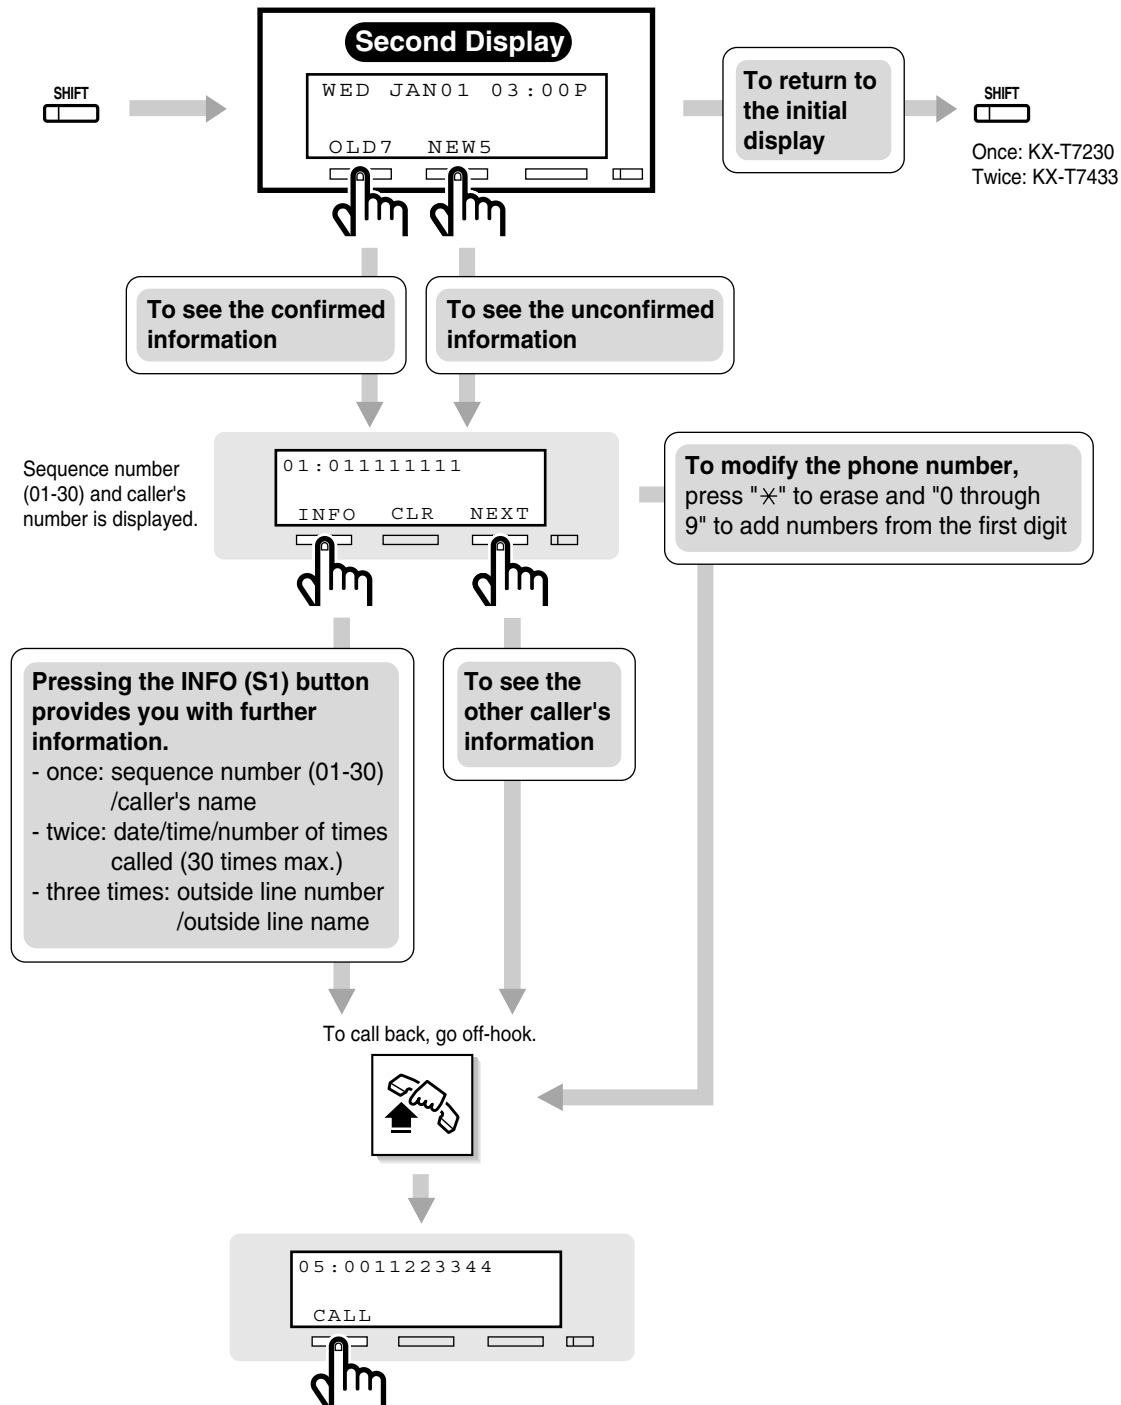 Second Display
SHIFT
WED JAN01 03:00P
OLD7 NEW5
To return to
the initial
display
SHIFT
Once: KX-T7230
Twice: KX-T7433
To see the confirmed
information
To see the unconfirmed
information
Sequence number
(01-30) and caller's
number is displayed.
01:011111111
INFO CLR NEXT
To modify the phone number,
press "✳" to erase and "0 through
9" to add numbers from the first digit
Pressing the INFO (S1) button
provides you with further
information.
- once: sequence number (01-30)
/caller's name
- twice: date/time/number of times
called (30 times max.)
- three times: outside line number
/outside line name
To see the
other caller's
information
To call back, go off-hook.
05:0011223344
CALL